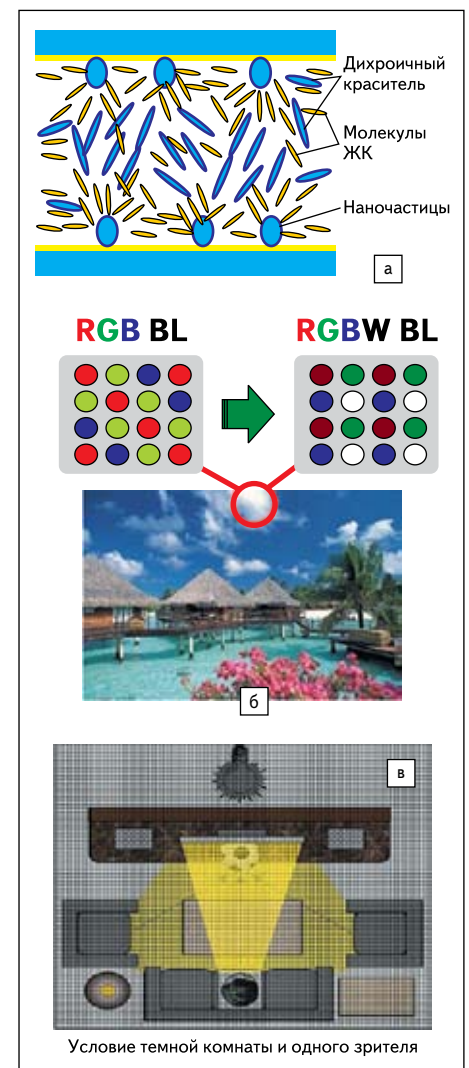 Дихроичный
краситель
Молекулы
ЖК
Наночастицы
а
RGB BL
RGBW BL
б
в
Условие темной комнаты и одного зрителя